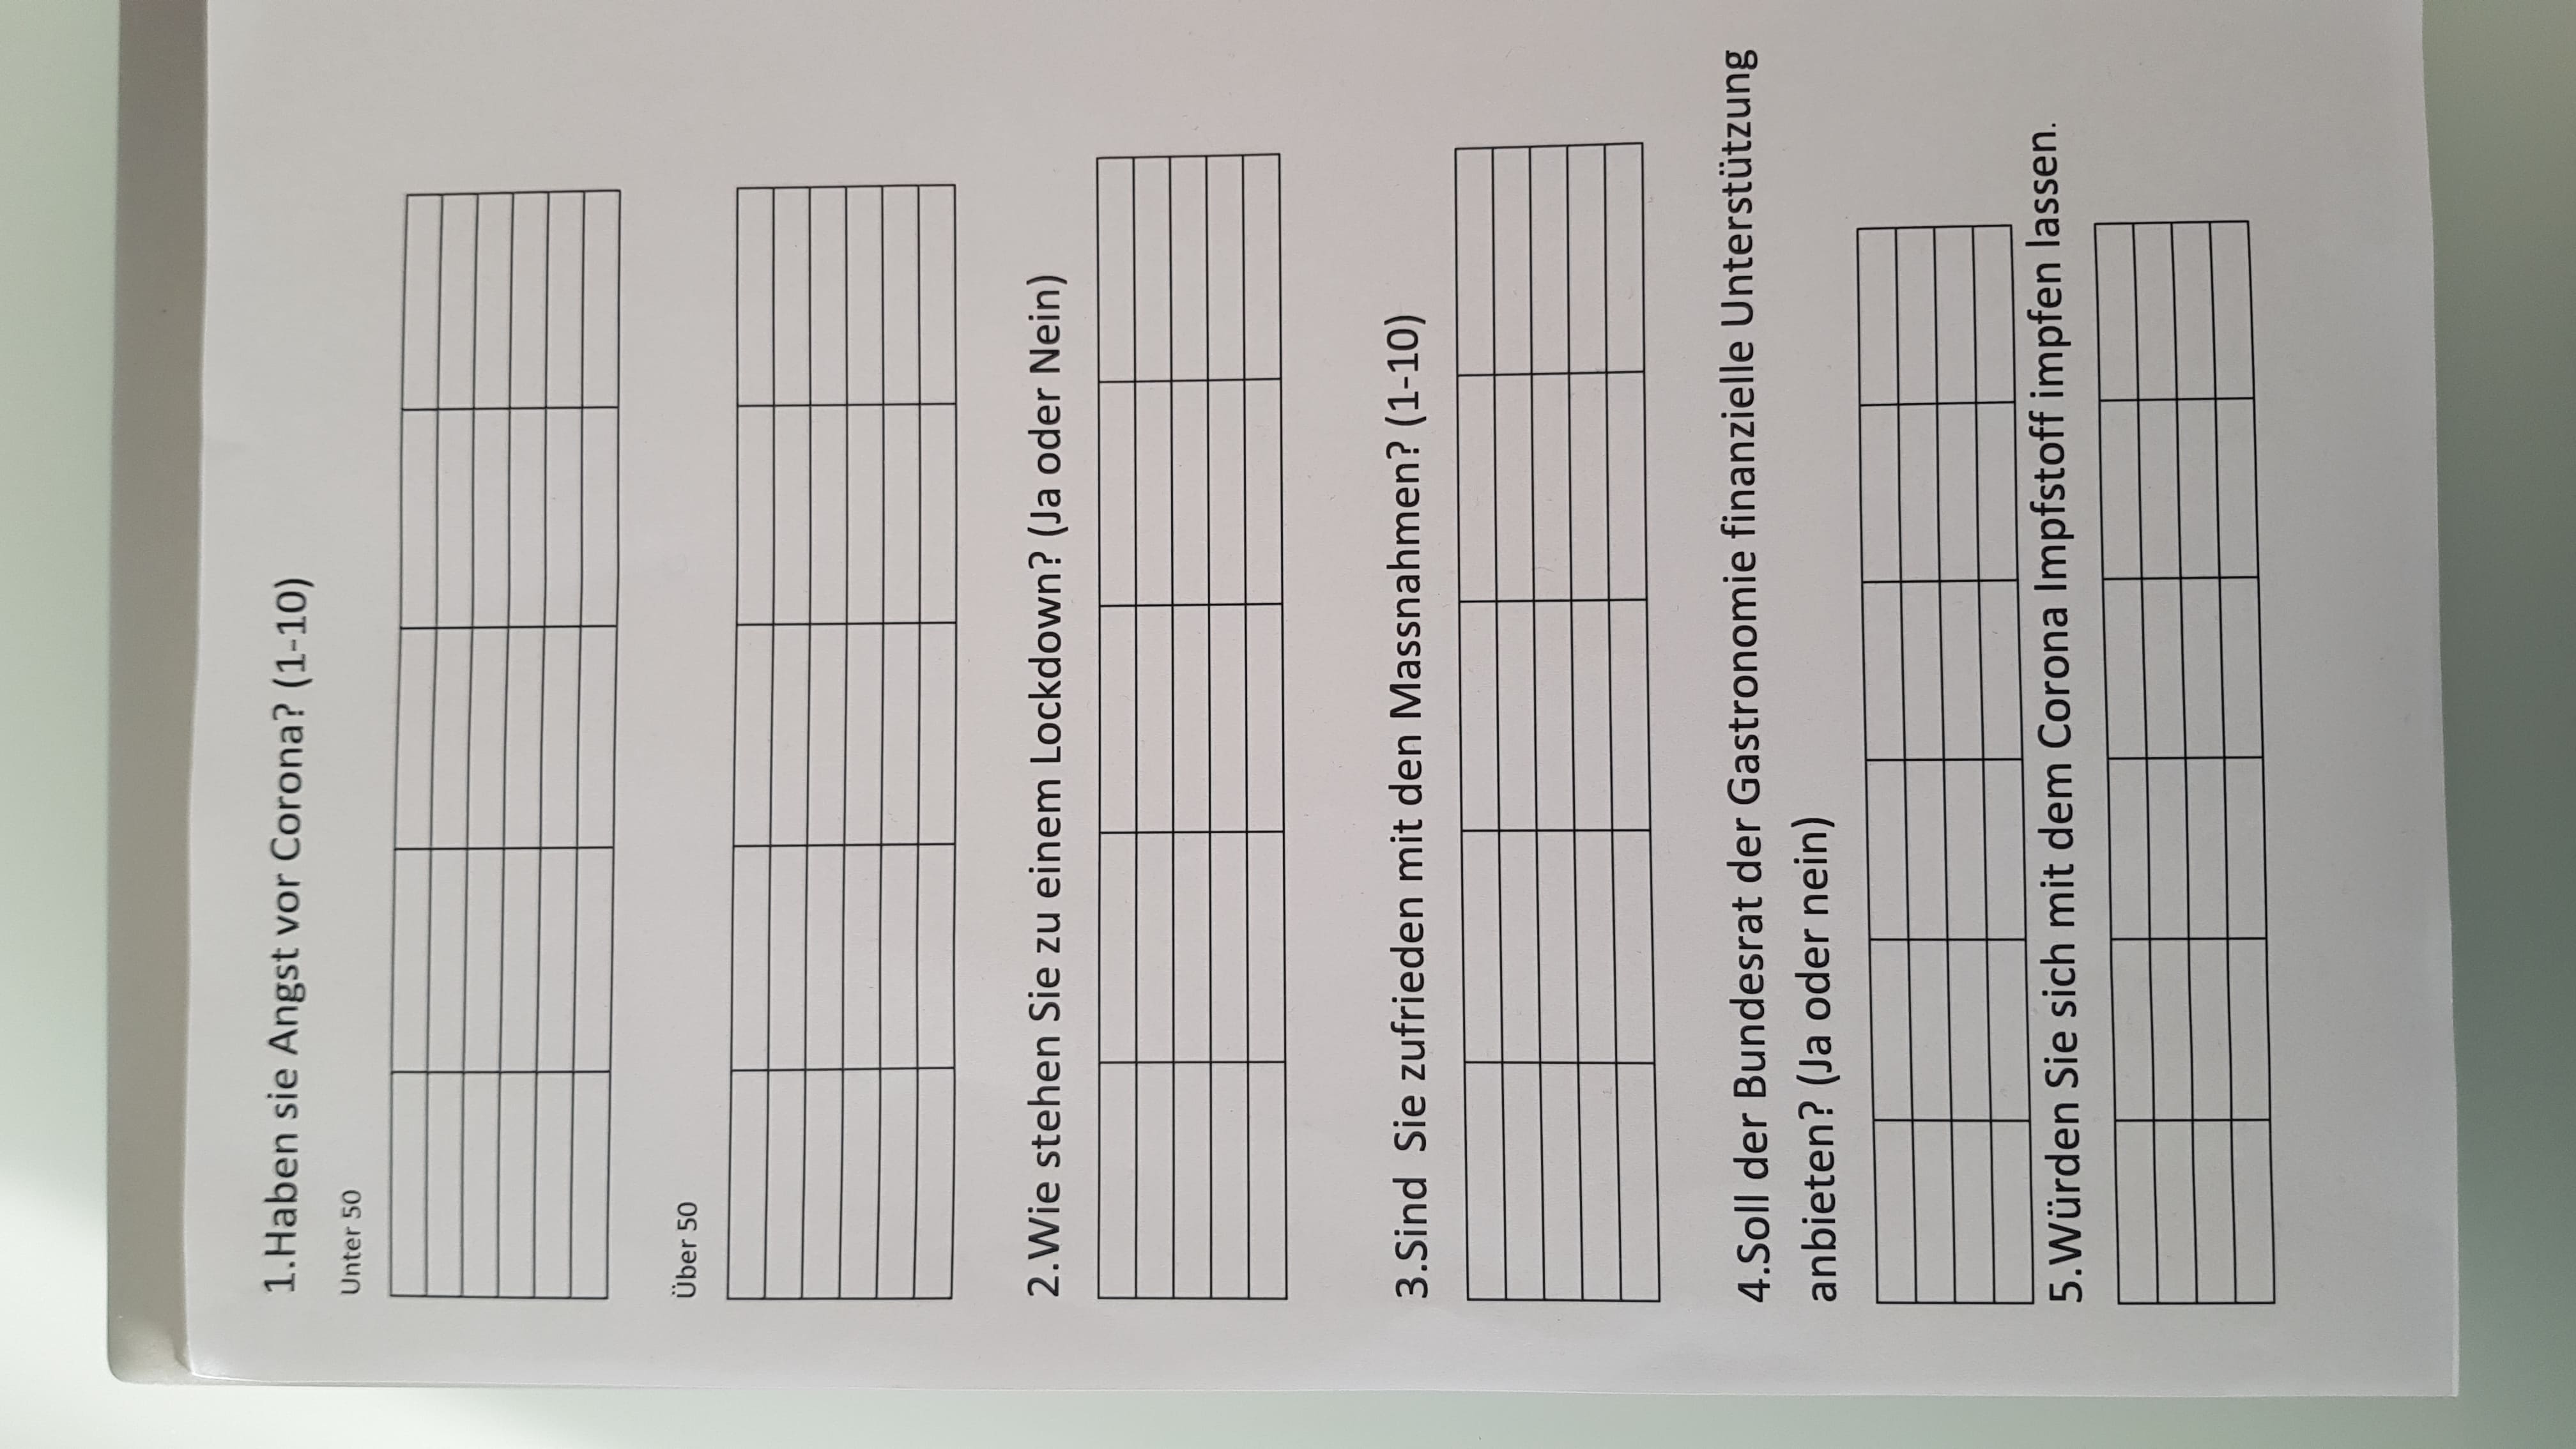 1.Haben sie Angst vor Corona? (1-10)
Unter 50
Über 50
2.Wie stehen Sie zu einem Lockdown? (Ja oder Nein)
3.Sind  Sie zufrieden mit den Massnahmen? (1-10)
4.Soll der Bundesrat der Gastronomie finanzielle Unterstützung
anbieten? (Ja oder nein)
5.Würden Sie sich mit dem Corona Impfstoff impfen lassen.